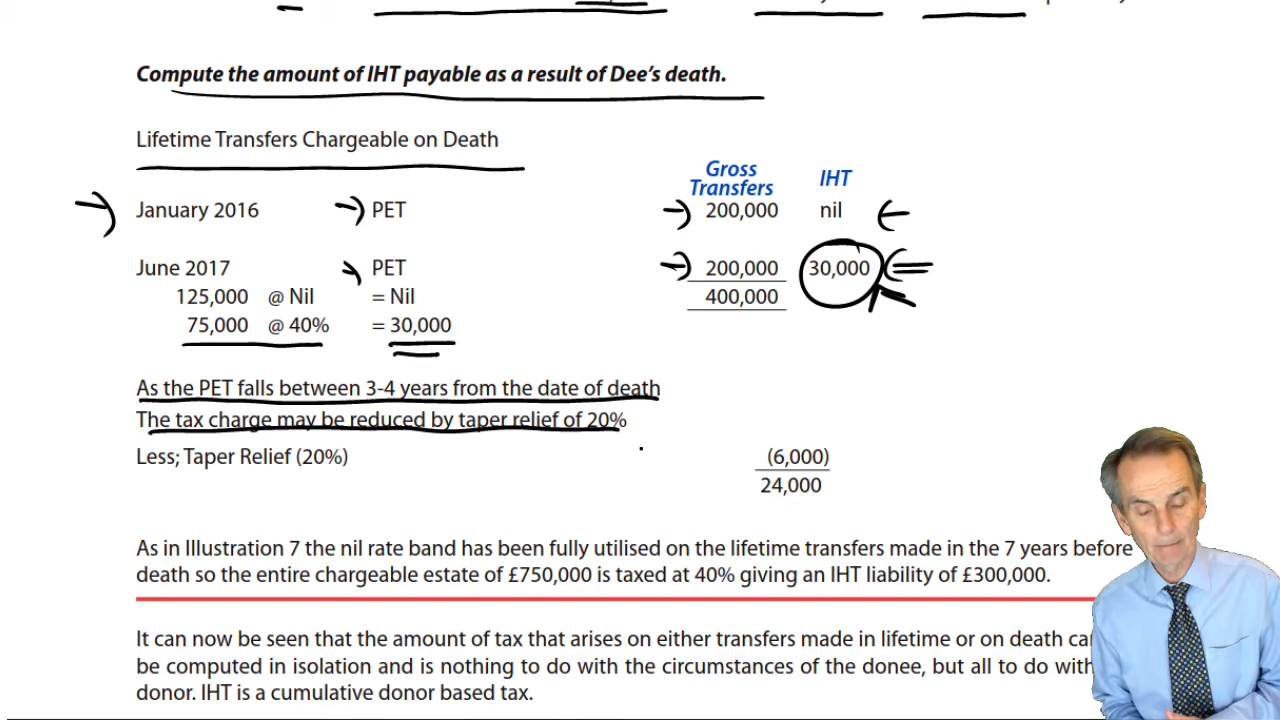 Compute the amount of IHT payable as a result of Dee's death.
Lifetime Transfers Chargeable on Death
Gross Transfers IHT
January 2016 PET 200,000 nil
June 2017 PET 200,000 30,000
125,000 @ Nil = Nil 400,000
75,000 @ 40% = 30,000
As the PET falls between 3-4 years from the date of death
The tax charge may be reduced by taper relief of 20%
Less; Taper Relief (20%) (6,000)
24,000
As in Illustration 7 the nil rate band has been fully utilised on the lifetime transfers made in the 7 years before
death so the entire chargeable estate of £750,000 is taxed at 40% giving an IHT liability of £300,000.
It can now be seen that the amount of tax that arises on either transfers made in lifetime or on death
be computed in isolation and is nothing to do with the circumstances of the donee, but all to do with
donor. IHT is a cumulative donor based tax.